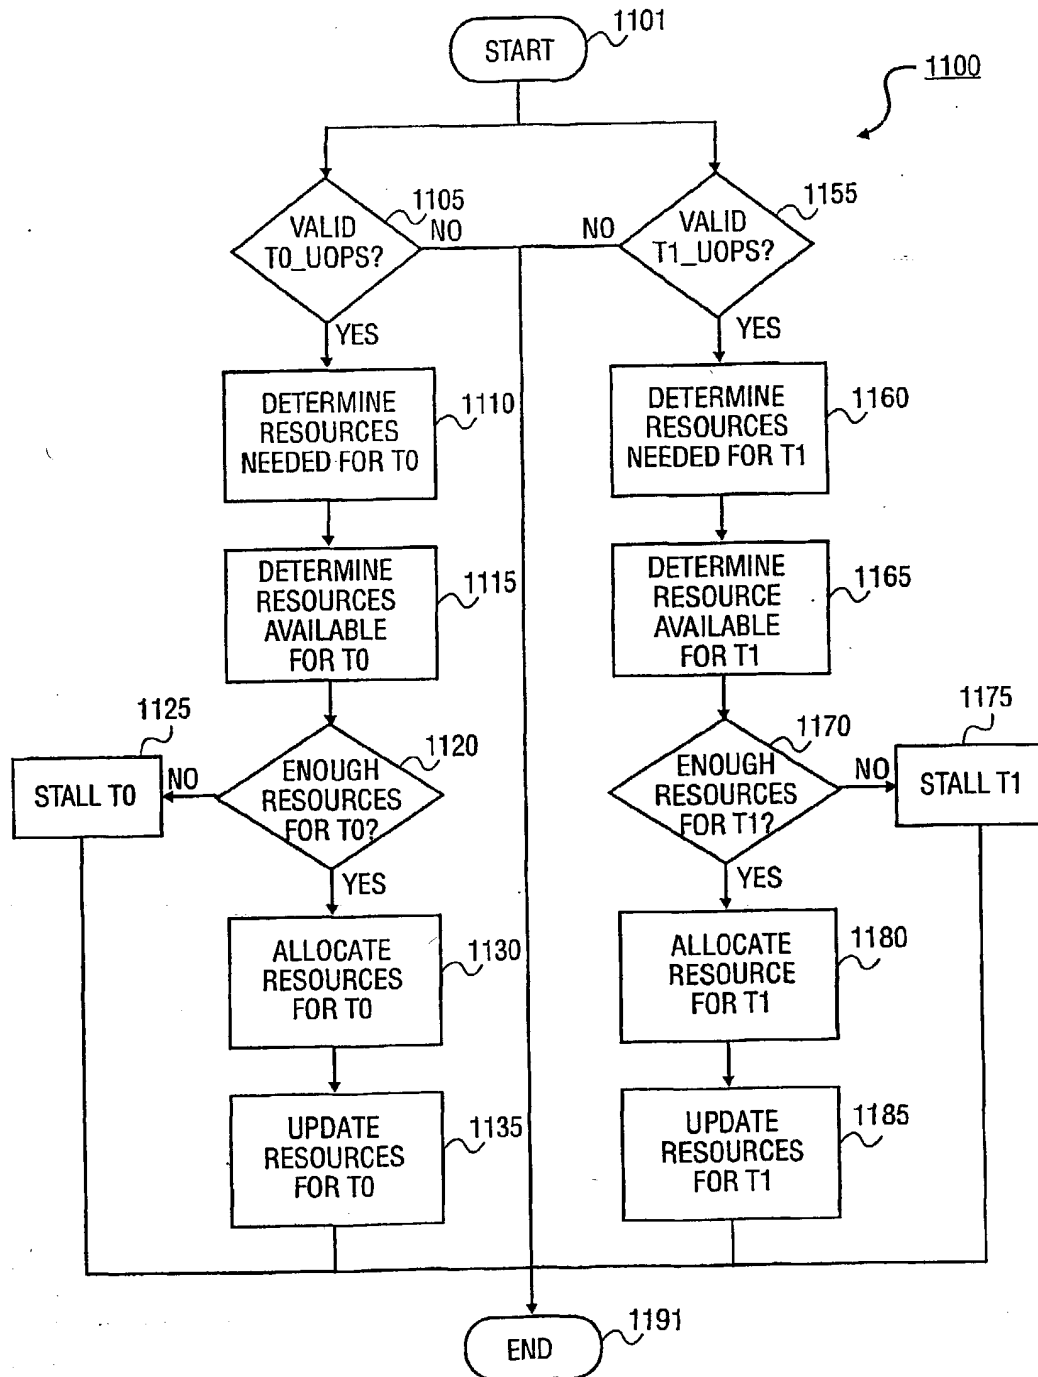 1101
START
1100
1105
VALID
T0_UOPS?
NO
YES
1155
NO
VALID
T1_UOPS?
YES
DETERMINE
RESOURCES
NEEDED FOR T0
1110
DETERMINE
RESOURCES
NEEDED FOR T1
1160
DETERMINE
RESOURCES
AVAILABLE
FOR T0
1115
DETERMINE
RESOURCE
AVAILABLE
FOR T1
1165
1125
STALL T0
NO
1120
ENOUGH
RESOURCES
FOR T0?
YES
1170
ENOUGH
RESOURCES
FOR T1?
NO
YES
1175
STALL T1
ALLOCATE
RESOURCES
FOR T0
1130
ALLOCATE
RESOURCE
FOR T1
1180
UPDATE
RESOURCES
FOR T0
1135
UPDATE
RESOURCES
FOR T1
1185
END
1191